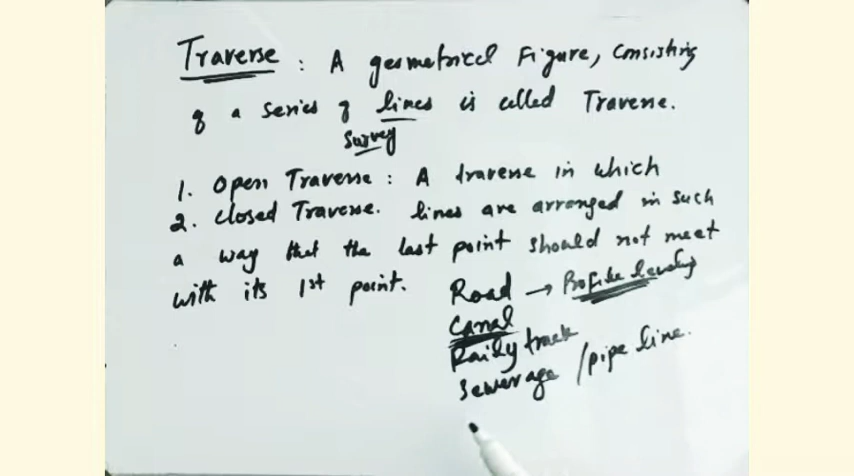 Traverse : A geometrical Figure, Consisting
of a series of lines is called Traverse.
Survey
1. Open Traverse : A traverse in which
2. Closed Traverse. lines are arranged in such
a way that the last point should not meet
with its 1st point.
Road → Profile leveling
Canal
Raily track
Sewerage / pipe line.